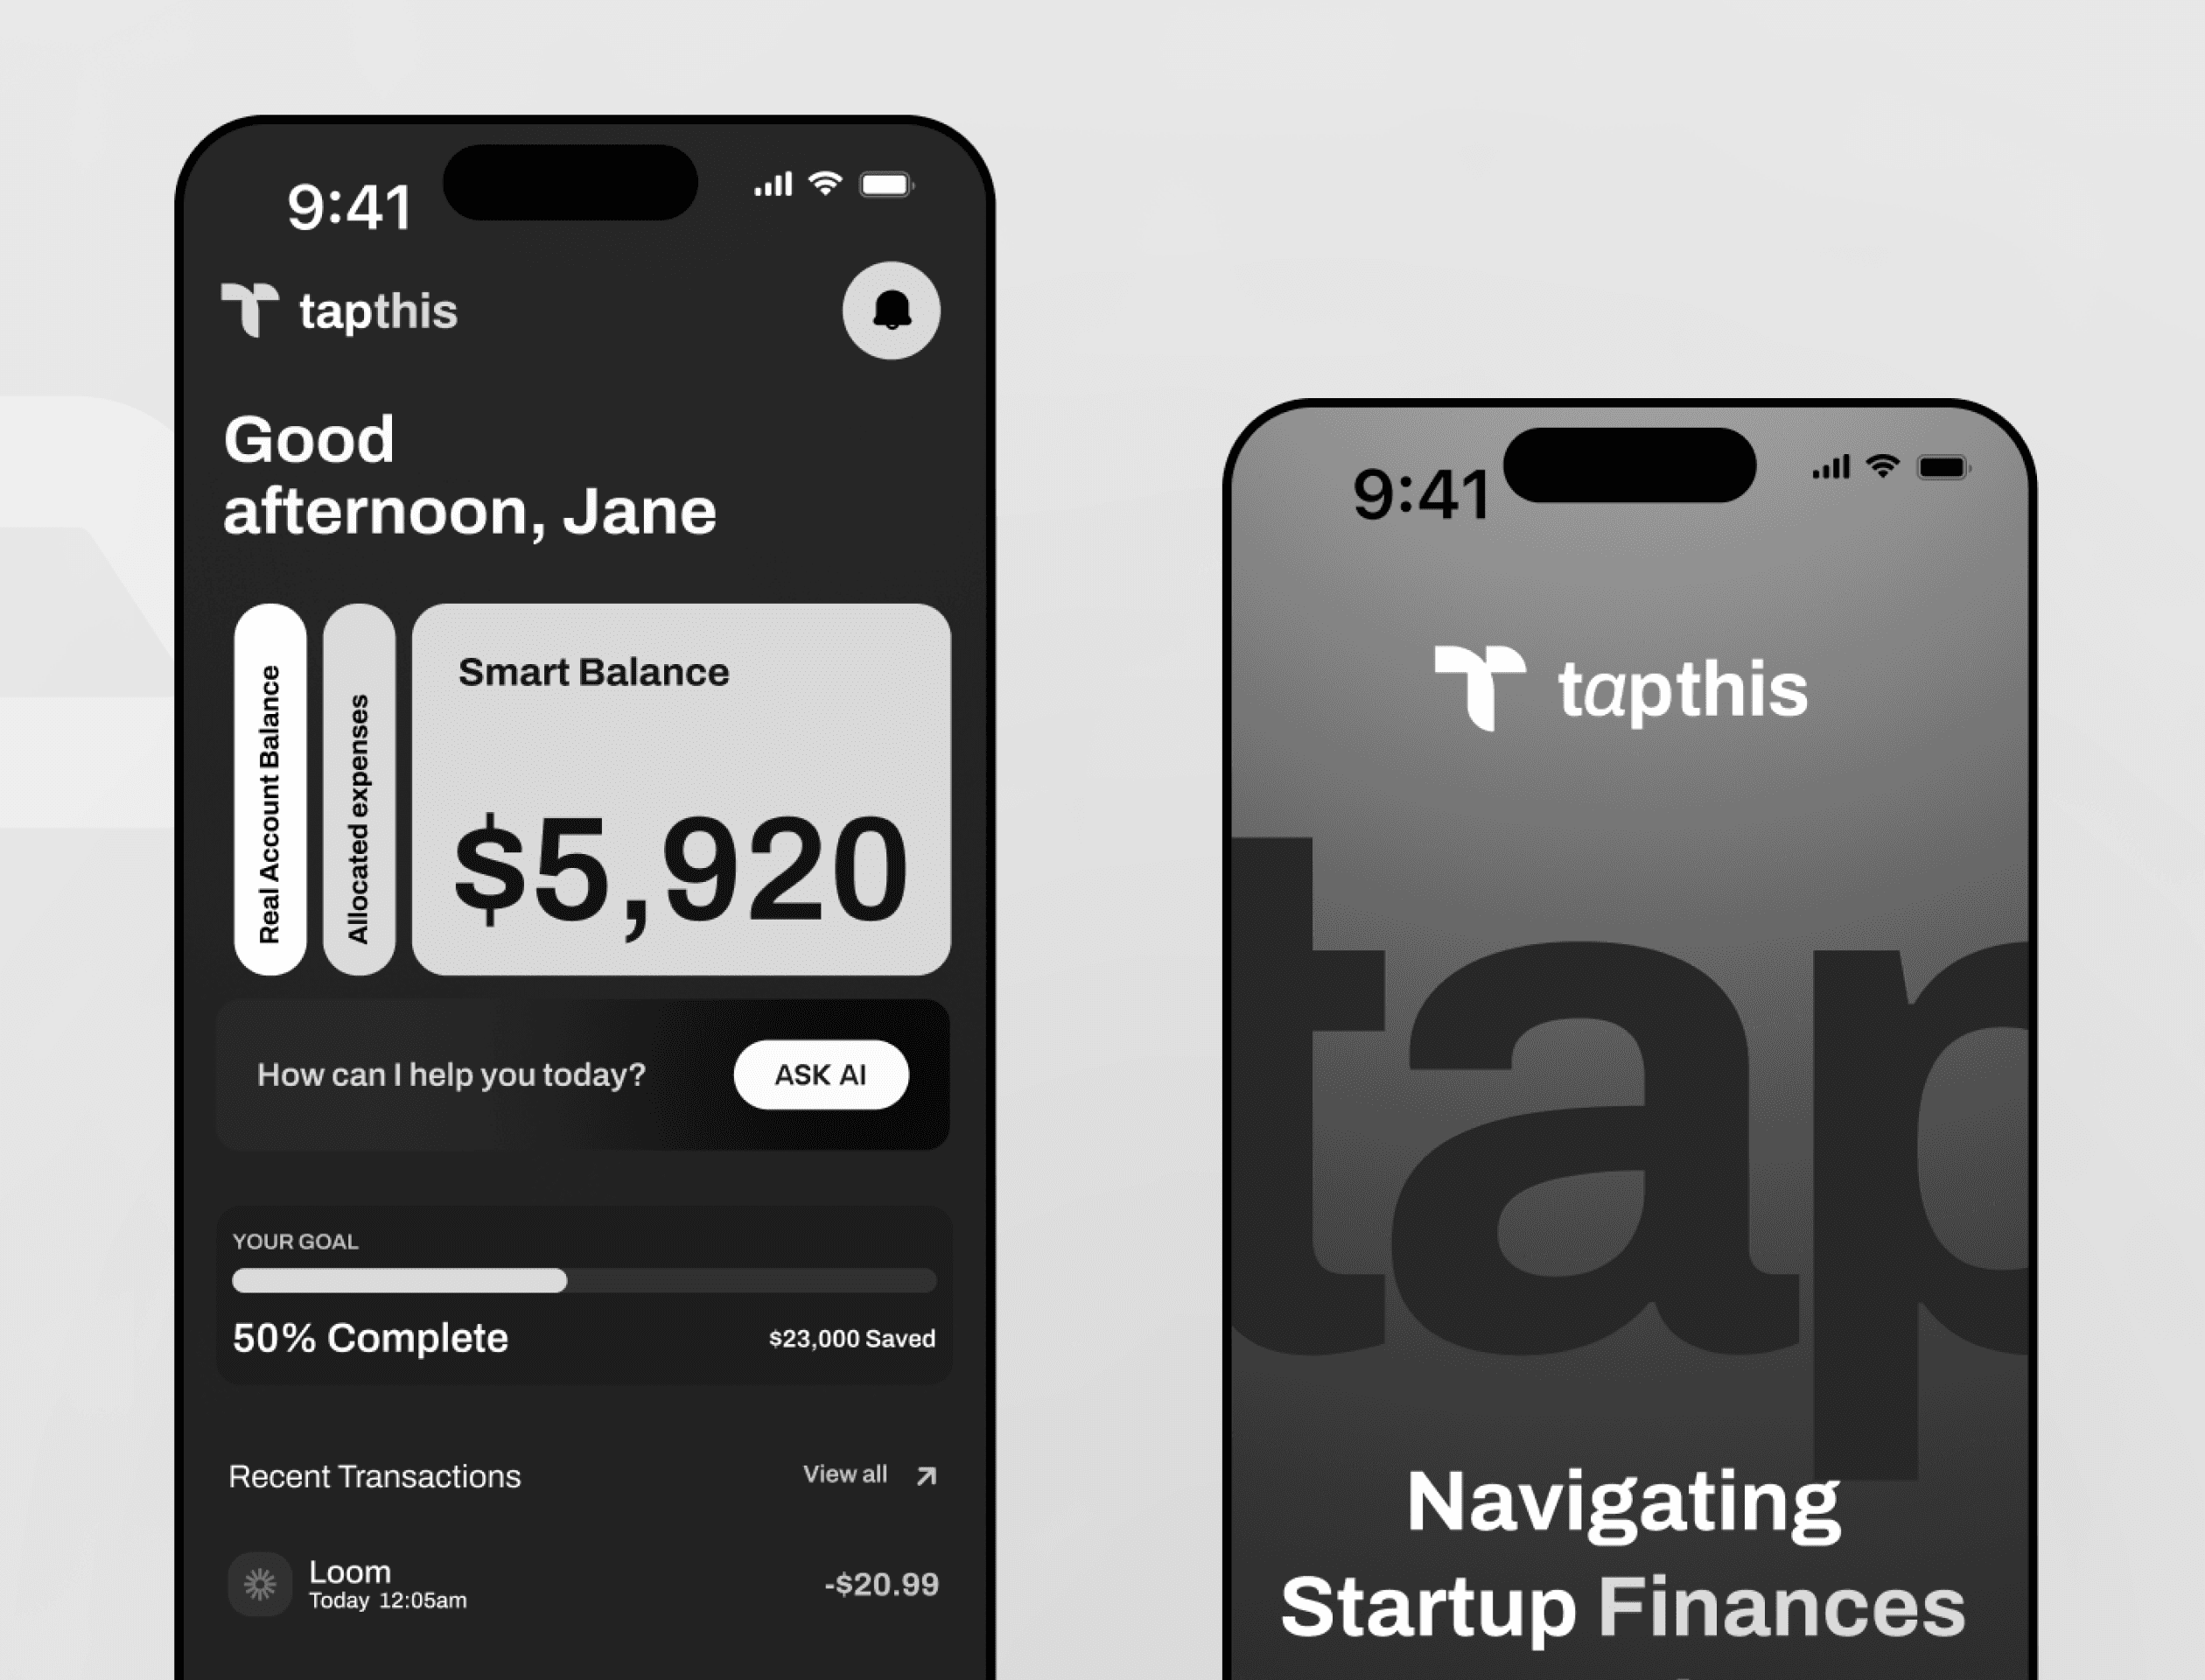 9:41
tapthis
Good
afternoon, Jane
Real Account Balance
Allocated expenses
Smart Balance
$5,920
How can I help you today?
ASK AI
YOUR GOAL
50% Complete
$23,000 Saved
Recent Transactions
View all
Loom
Today 12:05am
-$20.99
9:41
tapthis
tap
Navigating
Startup Finances